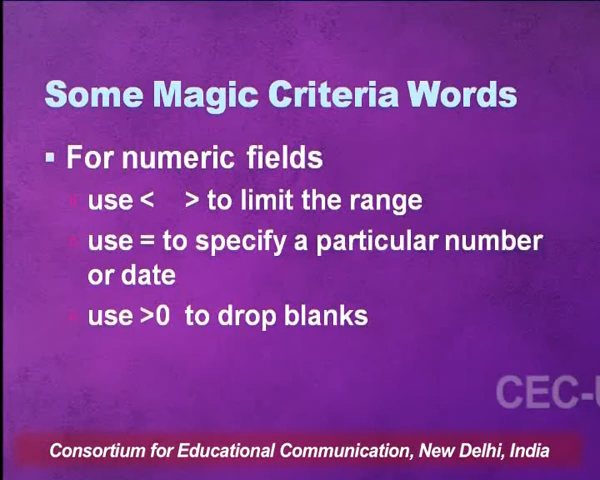 Some Magic Criteria Words
For numeric fields
use < > to limit the range
use = to specify a particular number
or date
use >0 to drop blanks
CEC-U
Consortium for Educational Communication, New Delhi, India